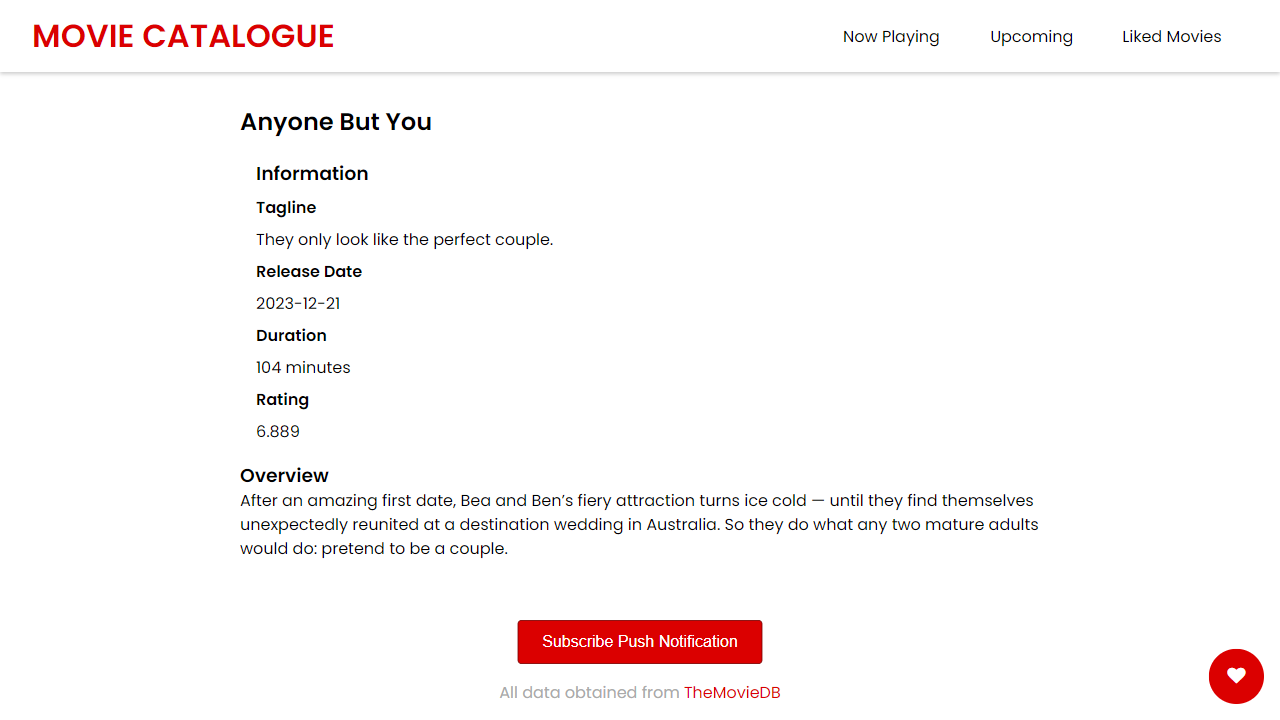 MOVIE CATALOGUE
Now Playing
Upcoming
Liked Movies
Anyone But You
Information
Tagline
They only look like the perfect couple.
Release Date
2023-12-21
Duration
104 minutes
Rating
6.889
Overview
After an amazing first date, Bea and Ben’s fiery attraction turns ice cold — until they find themselves
unexpectedly reunited at a destination wedding in Australia. So they do what any two mature adults
would do: pretend to be a couple.
Subscribe Push Notification
All data obtained from TheMovieDB